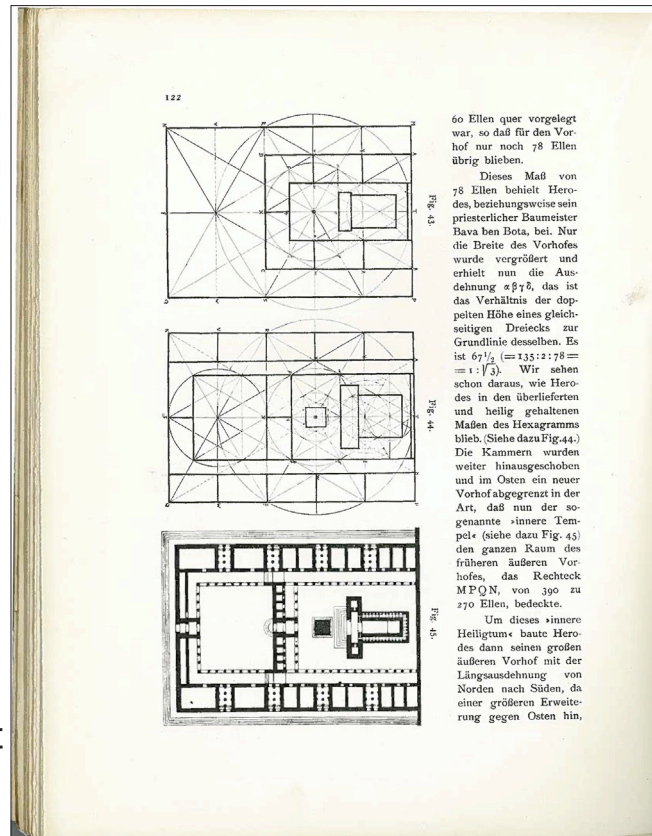 122
60 Ellen quer vorgelegt
war, so daß für den Vor-
hof nur noch 78 Ellen
übrig blieben.
Dieses Maß von
78 Ellen behielt Hero-
des, beziehungsweise sein
priesterlicher Baumeister
Bava ben Bota, bei. Nur
die Breite des Vorhofes
wurde vergrößert und
erhielt nun die Aus-
dehnung αβγδ, das ist
das Verhältnis der dop-
pelten Höhe eines gleich-
seitigen Dreiecks zur
Grundlinie desselben. Es
ist 67½ (=135:2:78=
=1:√3). Wir sehen
schon daraus, wie Hero-
des in den überlieferten
und heilig gehaltenen
Maßen des Hexagramms
blieb. (Siehe dazu Fig.44.)
Die Kammern wurden
weiter hinausgeschoben
und im Osten ein neuer
Vorhof abgegrenzt in der
Art, daß nun der so-
genannte »innere Tem-
pel« (siehe dazu Fig. 45)
den ganzen Raum des
früheren äußeren Vor-
hofes, das Rechteck
MPQN, von 390 zu
270 Ellen, bedeckte.
Um dieses »innere
Heiligtum« baute Hero-
des dann seinen großen
äußeren Vorhof mit der
Längsausdehnung von
Norden nach Süden, da
einer größeren Erweite-
rung gegen Osten hin,
Fig. 43.
Fig. 44.
Fig. 45.